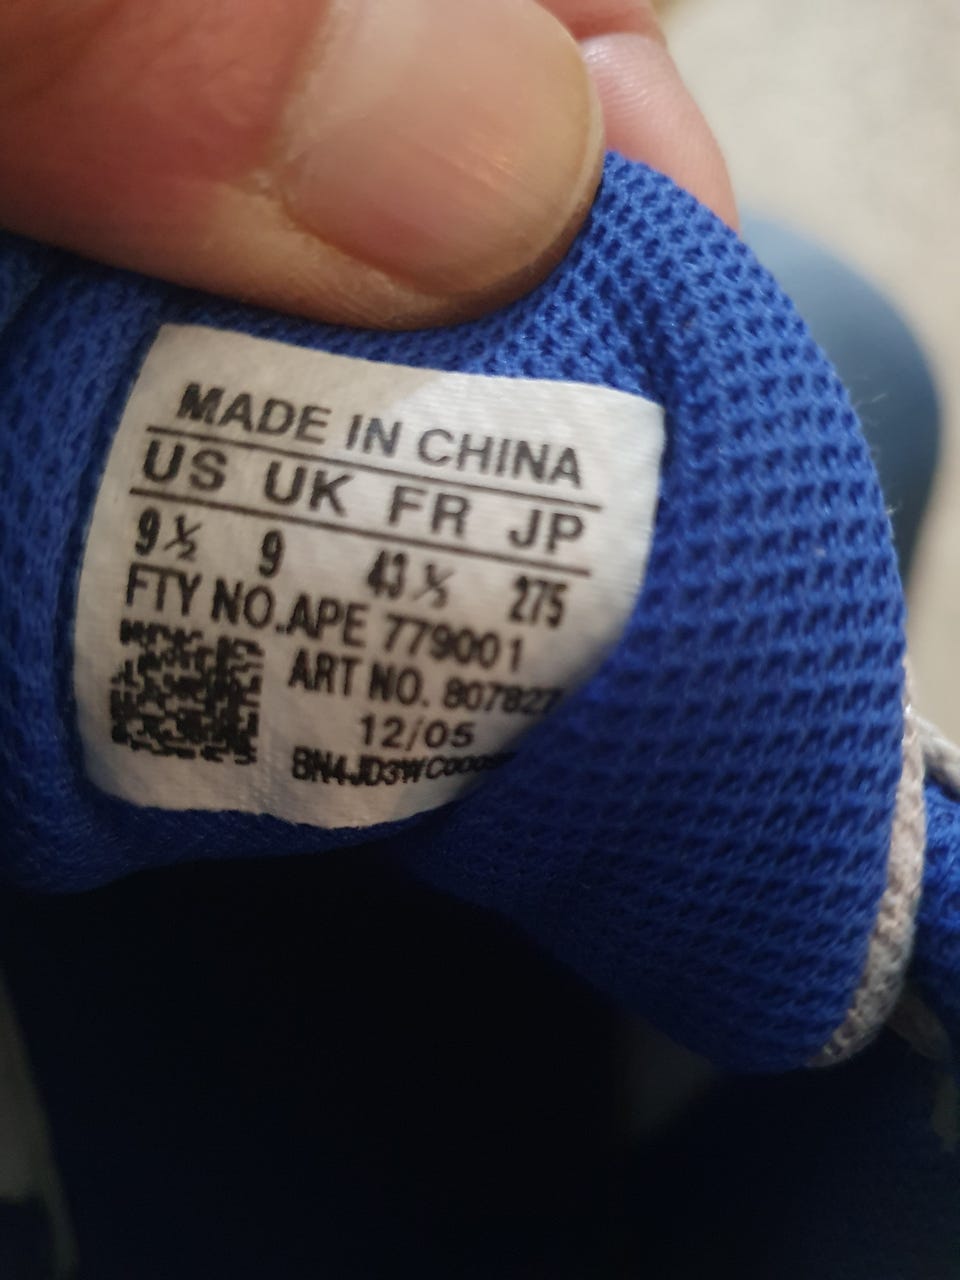 MADE IN CHINA
US UK FR JP
9½ 9 43⅓ 275
FTY NO.APE 779001
ART NO. 807827
12/05